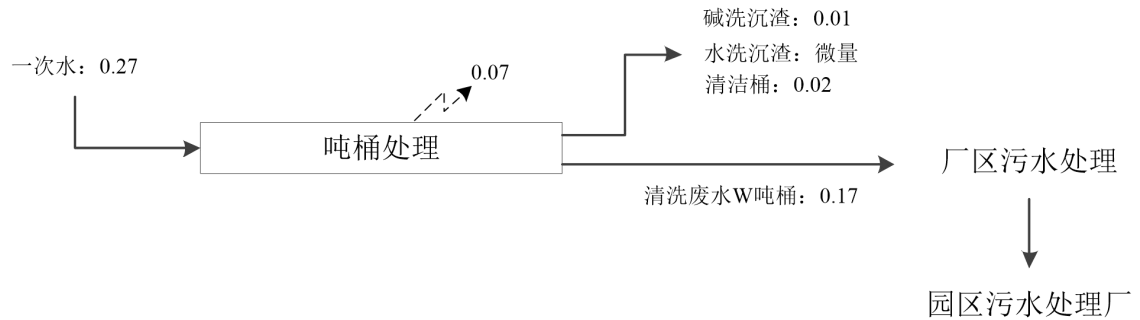 碱洗沉渣：0.01
一次水：0.27
水洗沉渣：微量
0.07
清洁桶：0.02
吨桶处理
厂区污水处理
清洗废水W吨桶：0.17
园区污水处理厂